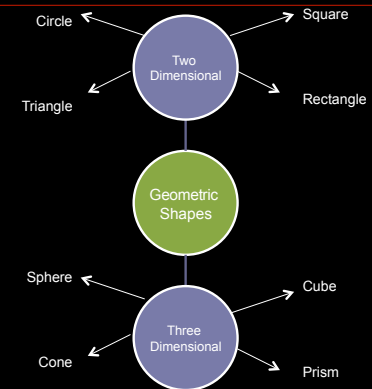 Circle
Square
Two
Dimensional
Triangle
Rectangle
Geometric
Shapes
Sphere
Cube
Three
Dimensional
Cone
Prism